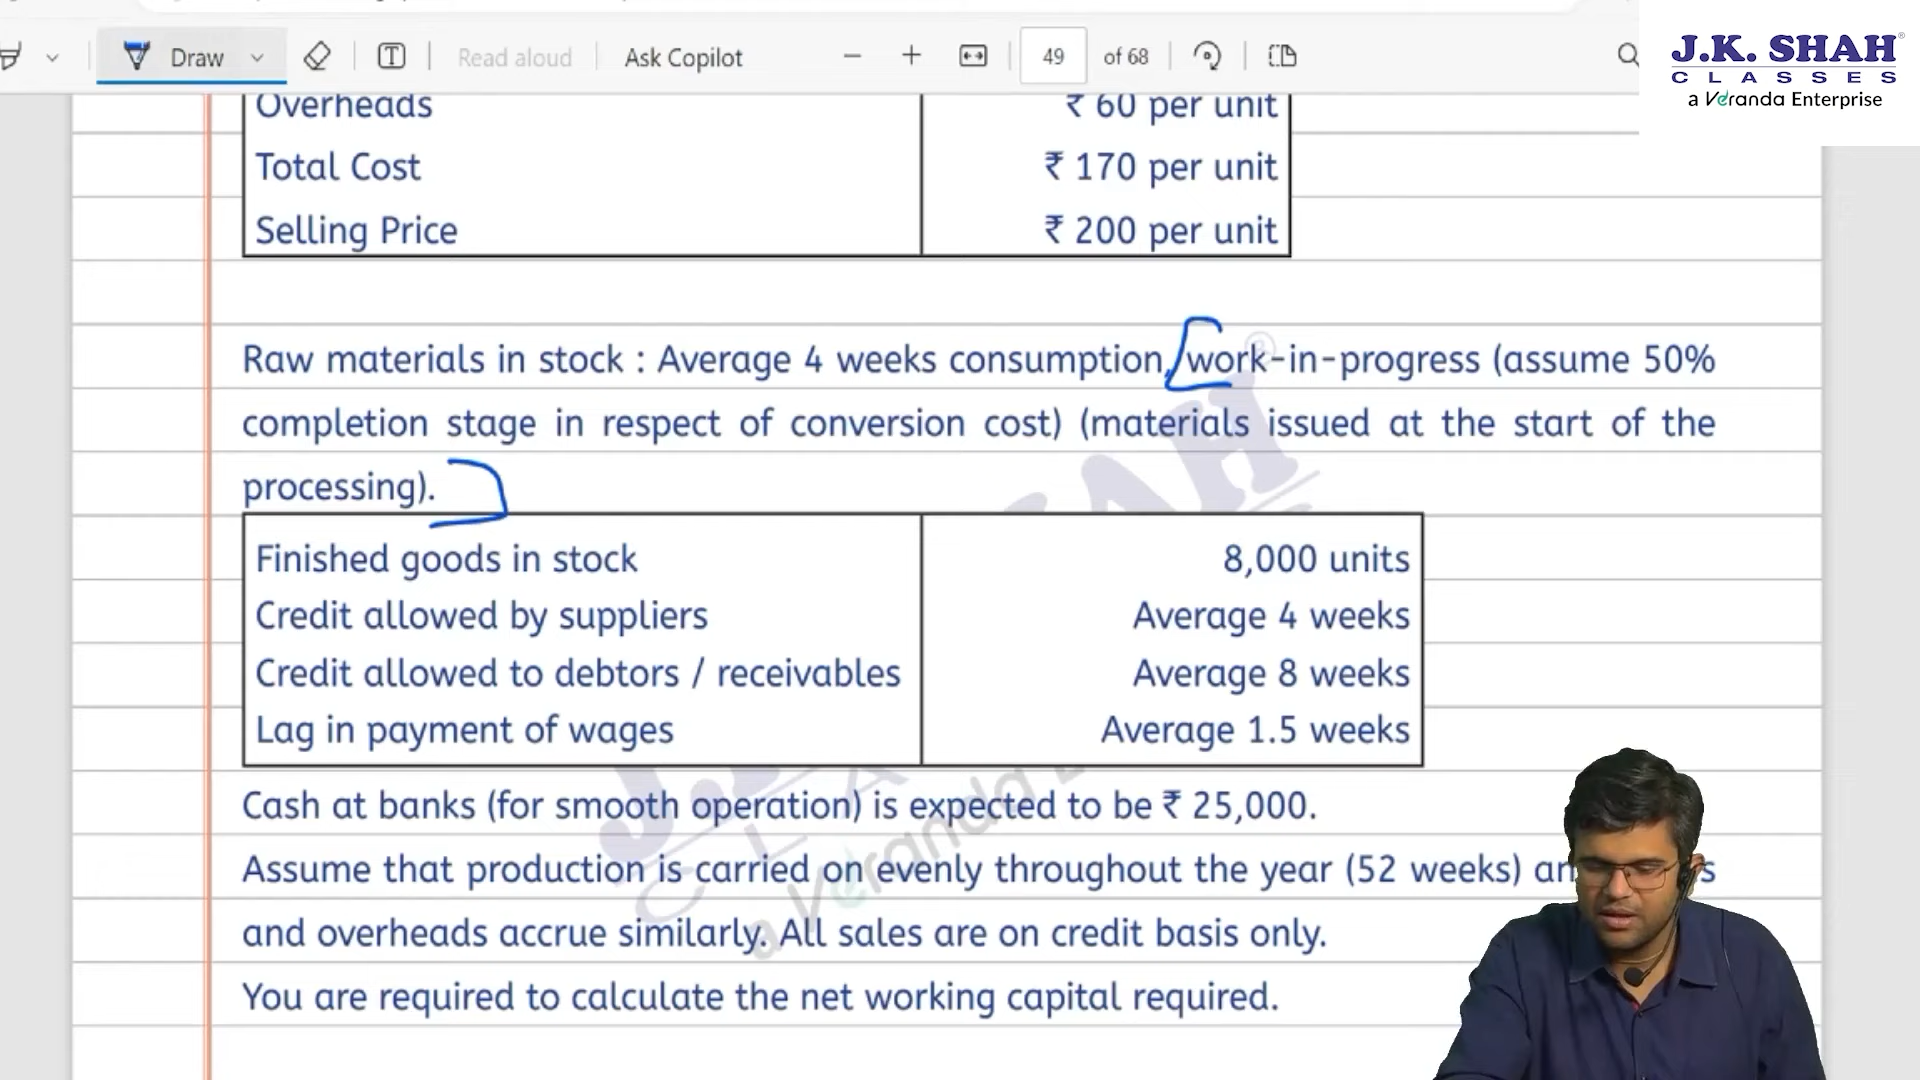 Draw
Read aloud
Ask Copilot
49 of 68
J.K. SHAH®
CLASSES
a Veranda Enterprise
Overheads ₹ 60 per unit
Total Cost ₹ 170 per unit
Selling Price ₹ 200 per unit
Raw materials in stock : Average 4 weeks consumption, work-in-progress (assume 50%
completion stage in respect of conversion cost) (materials issued at the start of the
processing).
Finished goods in stock 8,000 units
Credit allowed by suppliers Average 4 weeks
Credit allowed to debtors / receivables Average 8 weeks
Lag in payment of wages Average 1.5 weeks
Cash at banks (for smooth operation) is expected to be ₹ 25,000.
Assume that production is carried on evenly throughout the year (52 weeks)
and overheads accrue similarly. All sales are on credit basis only.
You are required to calculate the net working capital required.